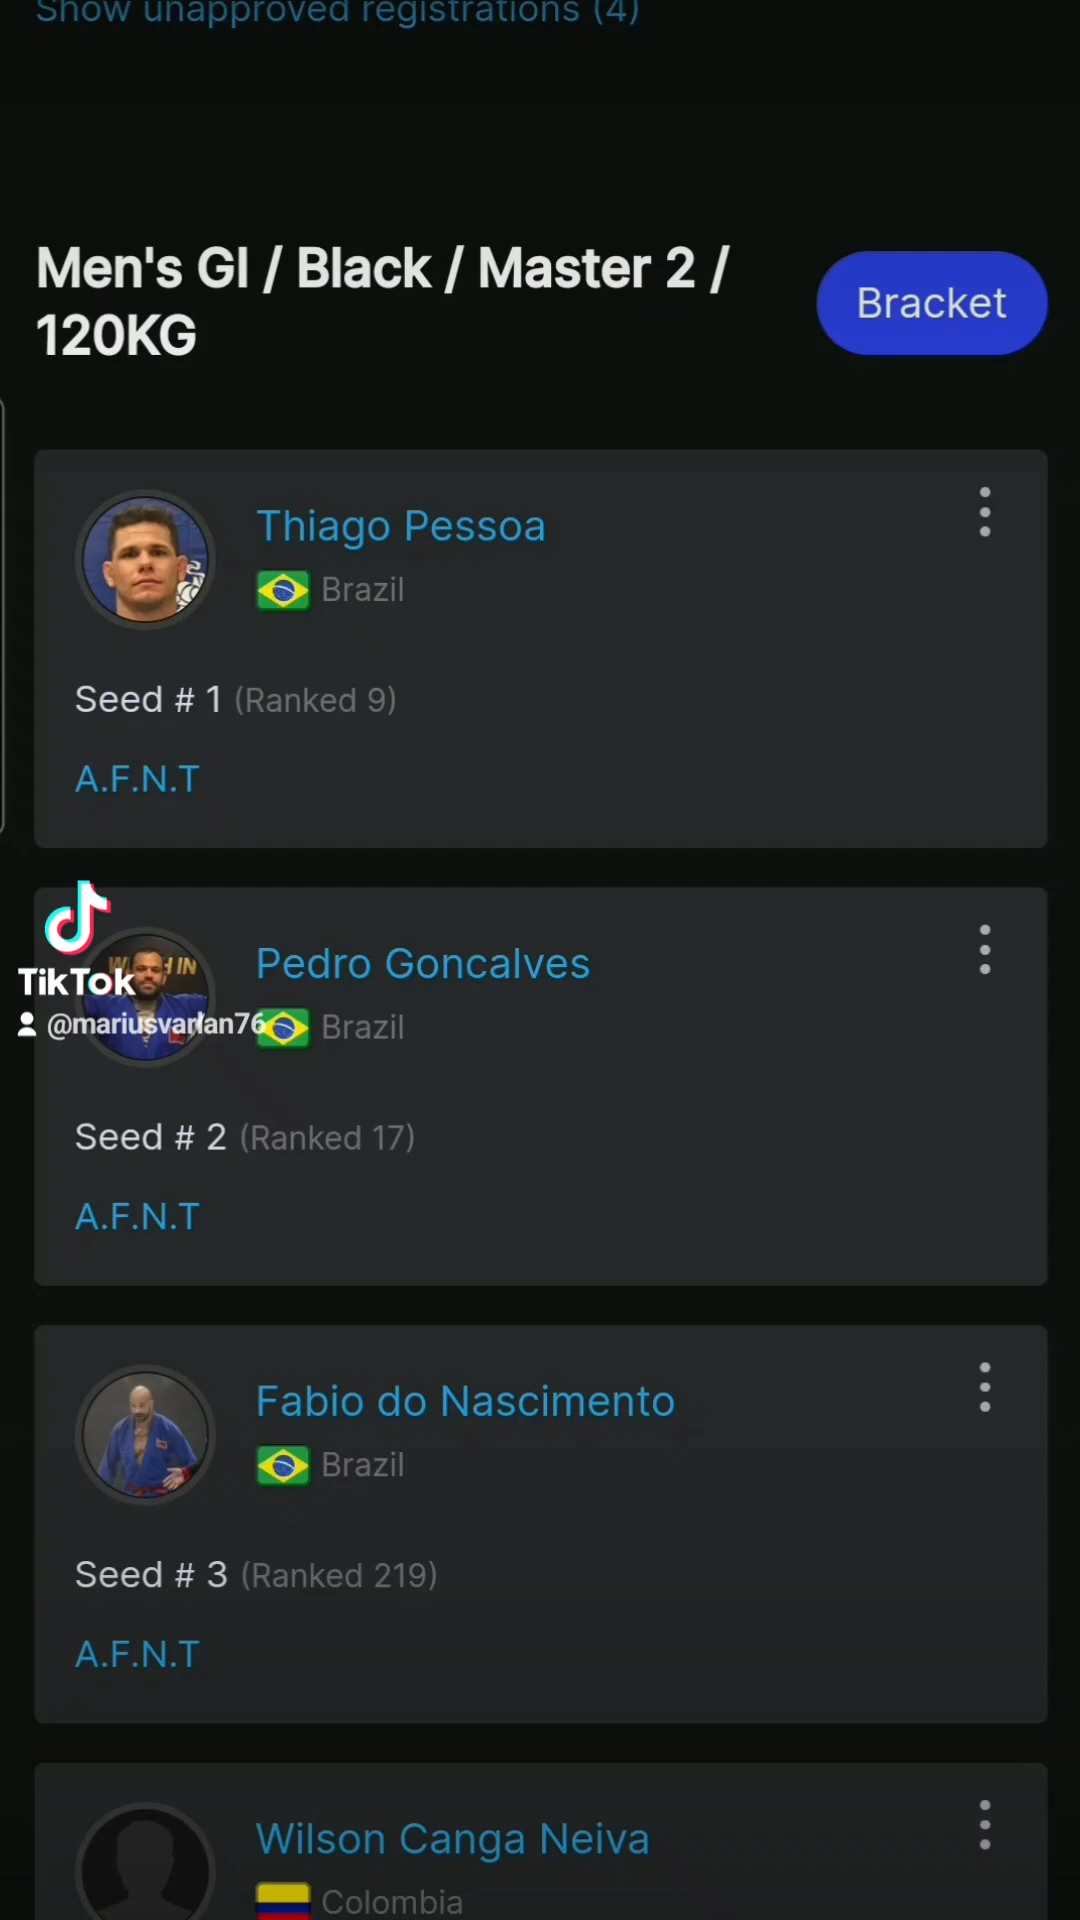 Show unapproved registrations (4)
Men's GI / Black / Master 2 /
120KG
Bracket
Thiago Pessoa
Brazil
Seed # 1 (Ranked 9)
A.F.N.T
TikTok
@mariusvarlan76
Pedro Goncalves
Brazil
Seed # 2 (Ranked 17)
A.F.N.T
Fabio do Nascimento
Brazil
Seed # 3 (Ranked 219)
A.F.N.T
Wilson Canga Neiva
Colombia